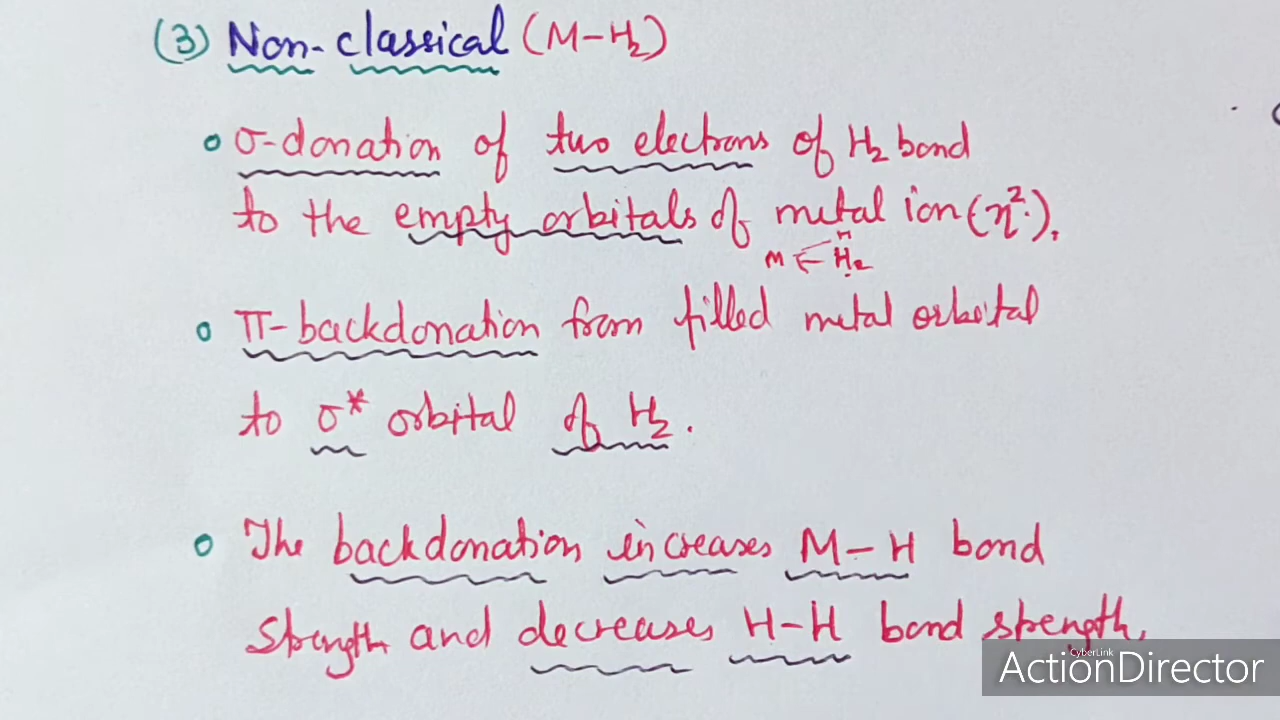 (3) Non-classical (M-H₂)
• σ-donation of two electrons of H₂ bond
to the empty orbitals of metal ion (η²).
M ← H H₂
• π-backdonation from filled metal orbital
to σ* orbital of H₂.
• The backdonation increases M-H bond
strength and decreases H-H bond strength.
CyberLink
ActionDirector